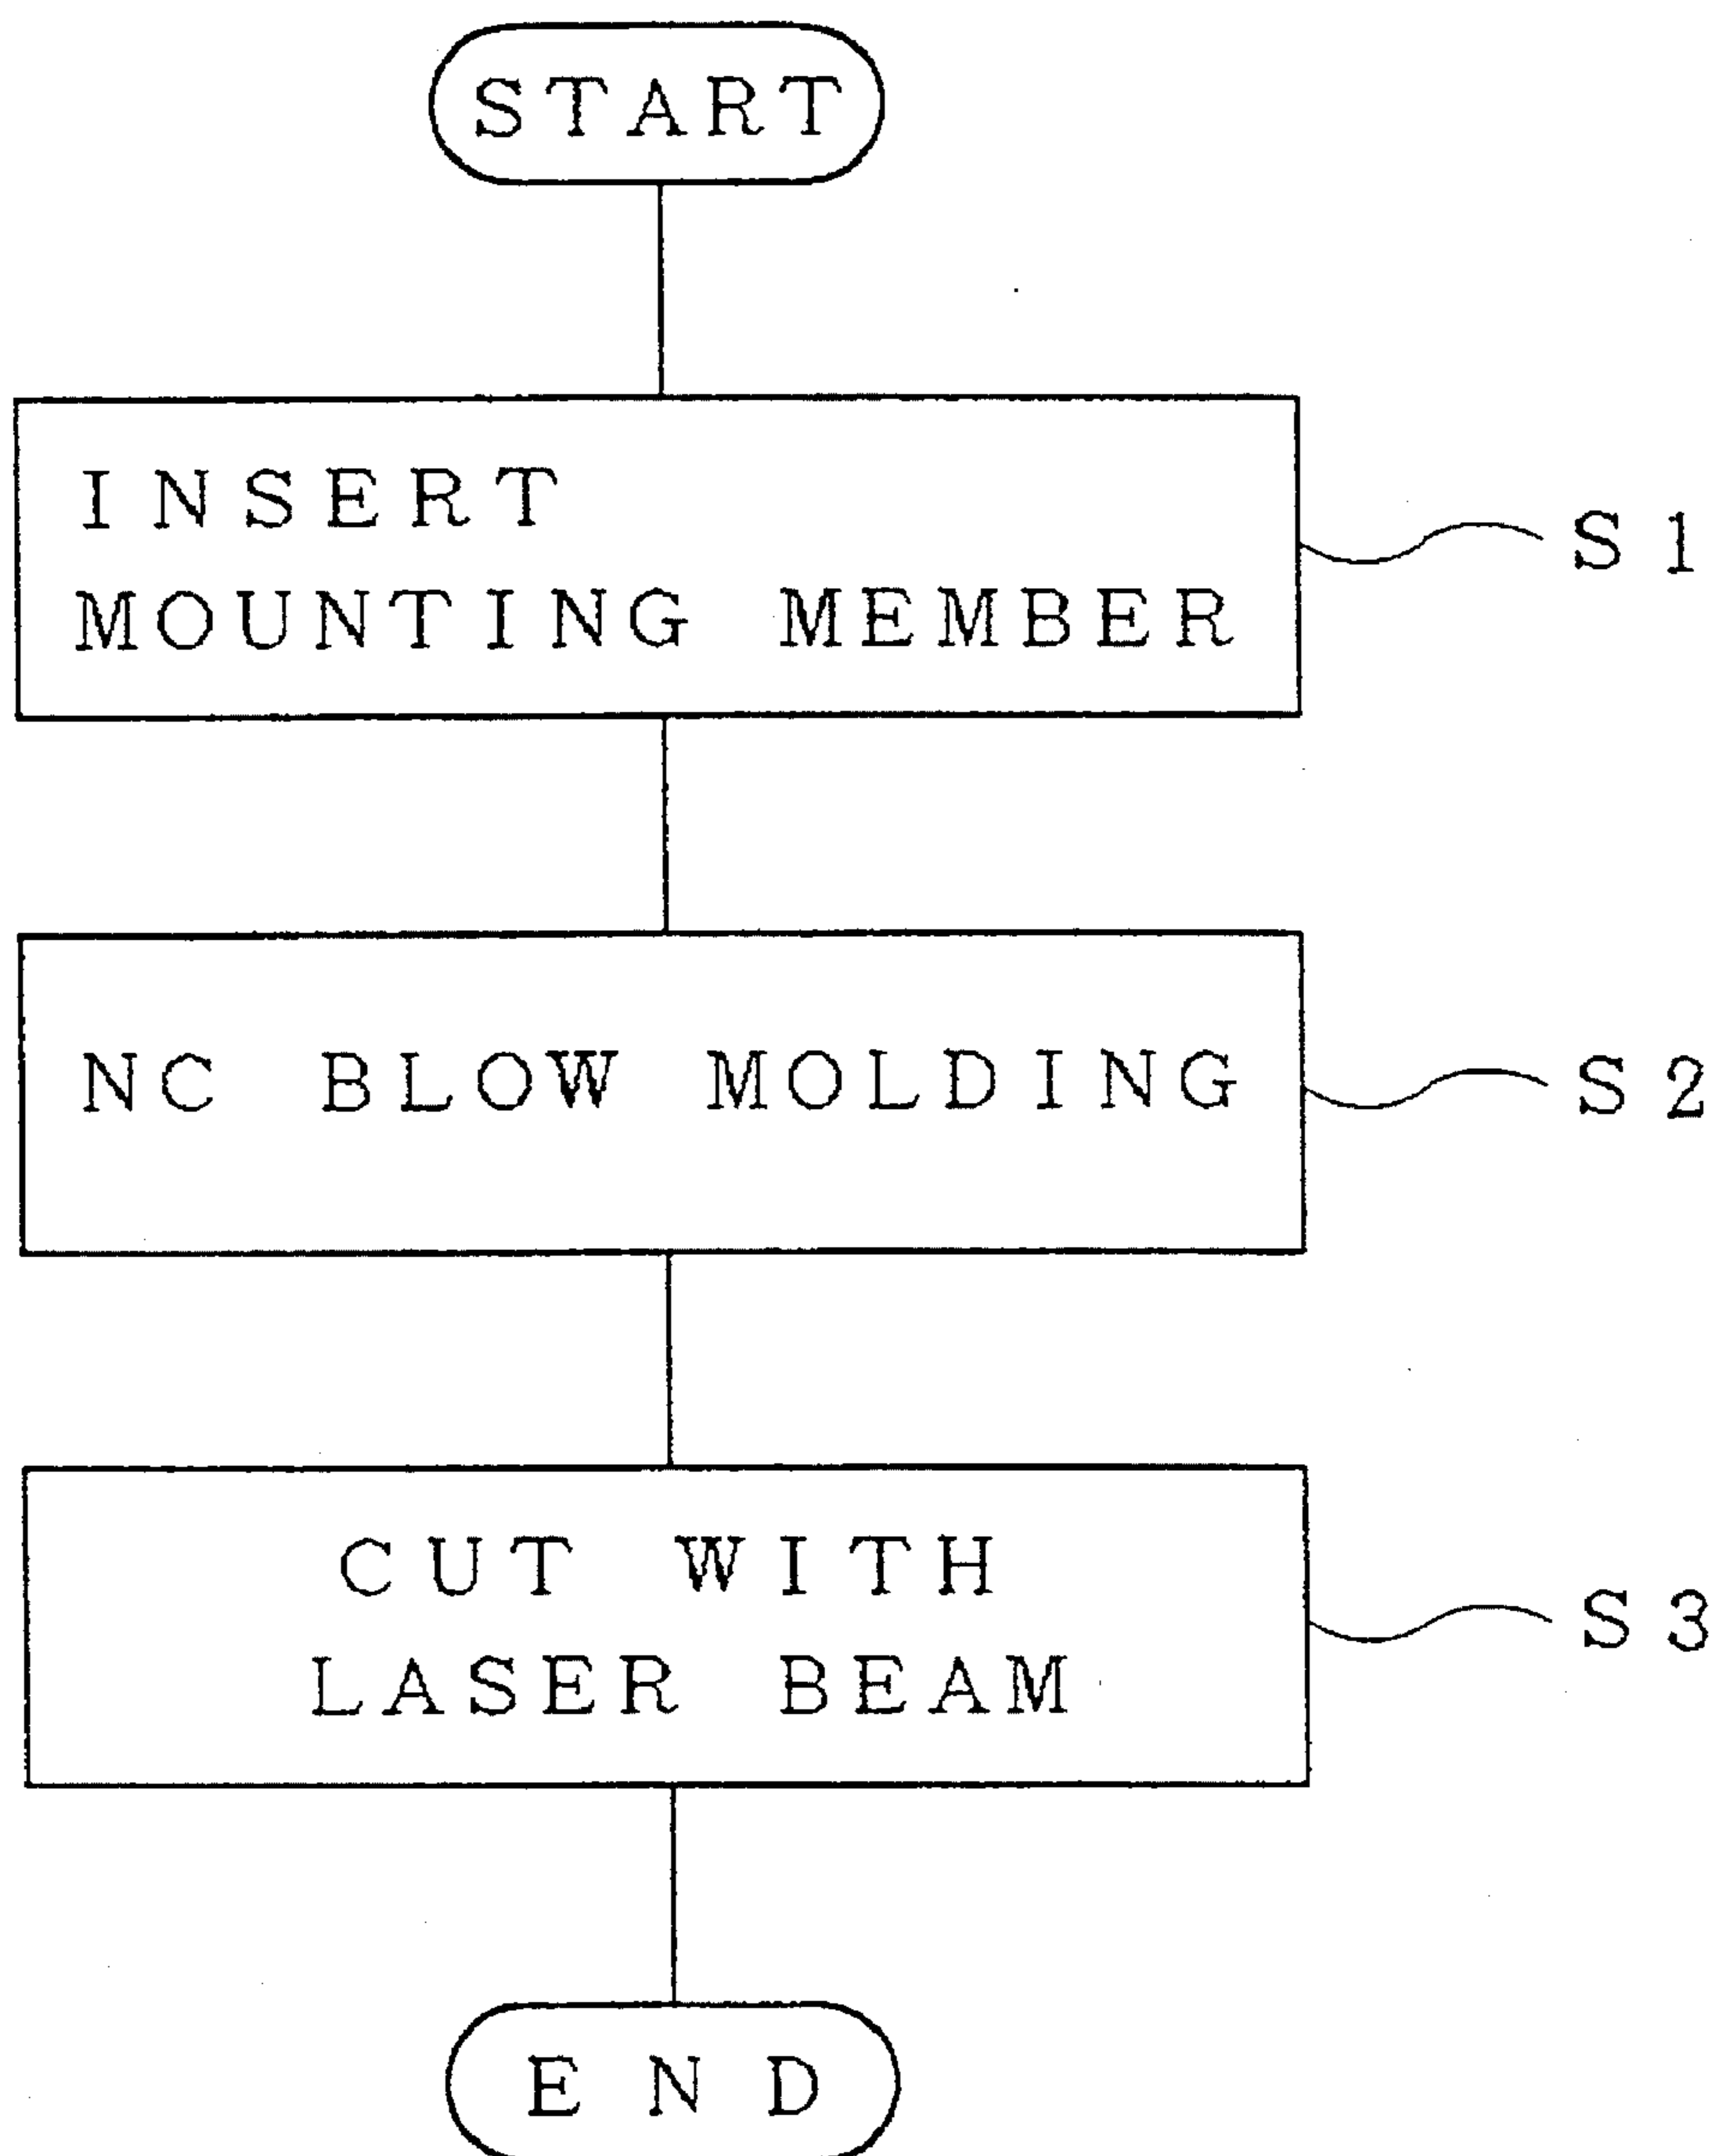 START
INSERT
MOUNTING MEMBER
S1
NC BLOW MOLDING
S2
CUT WITH
LASER BEAM
S3
END